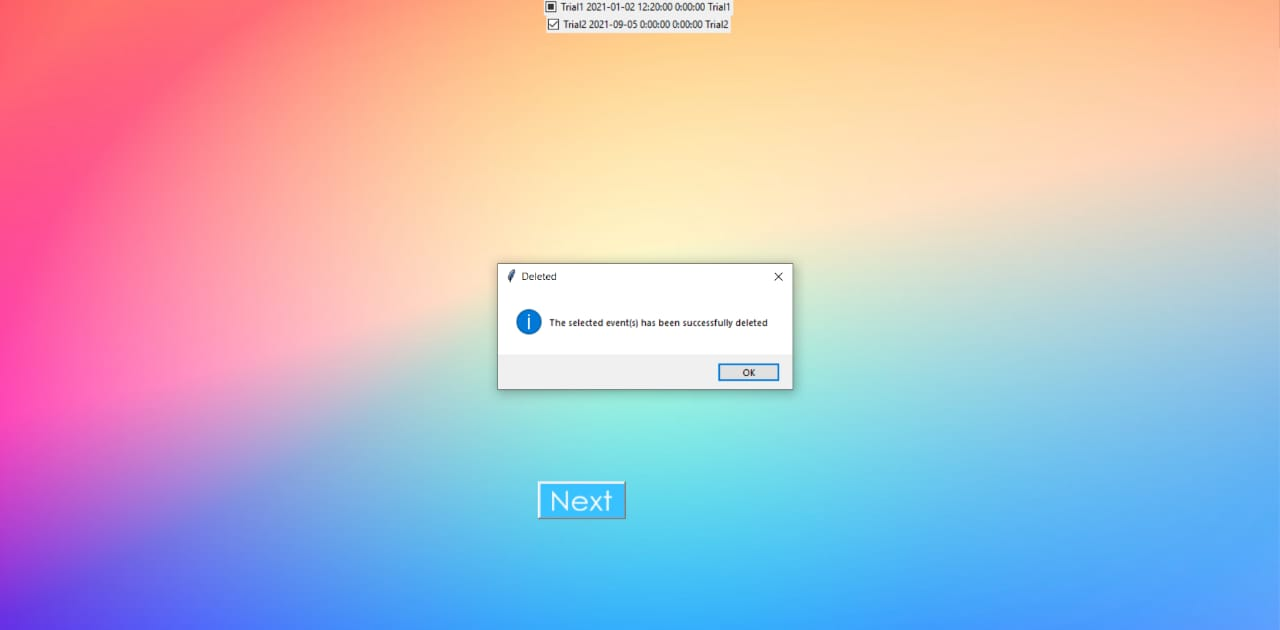 Trial1 2021-01-02 12:20:00 0:00:00 Trial1
Trial2 2021-09-05 0:00:00 0:00:00 Trial2
Deleted
The selected event(s) has been successfully deleted
OK
Next